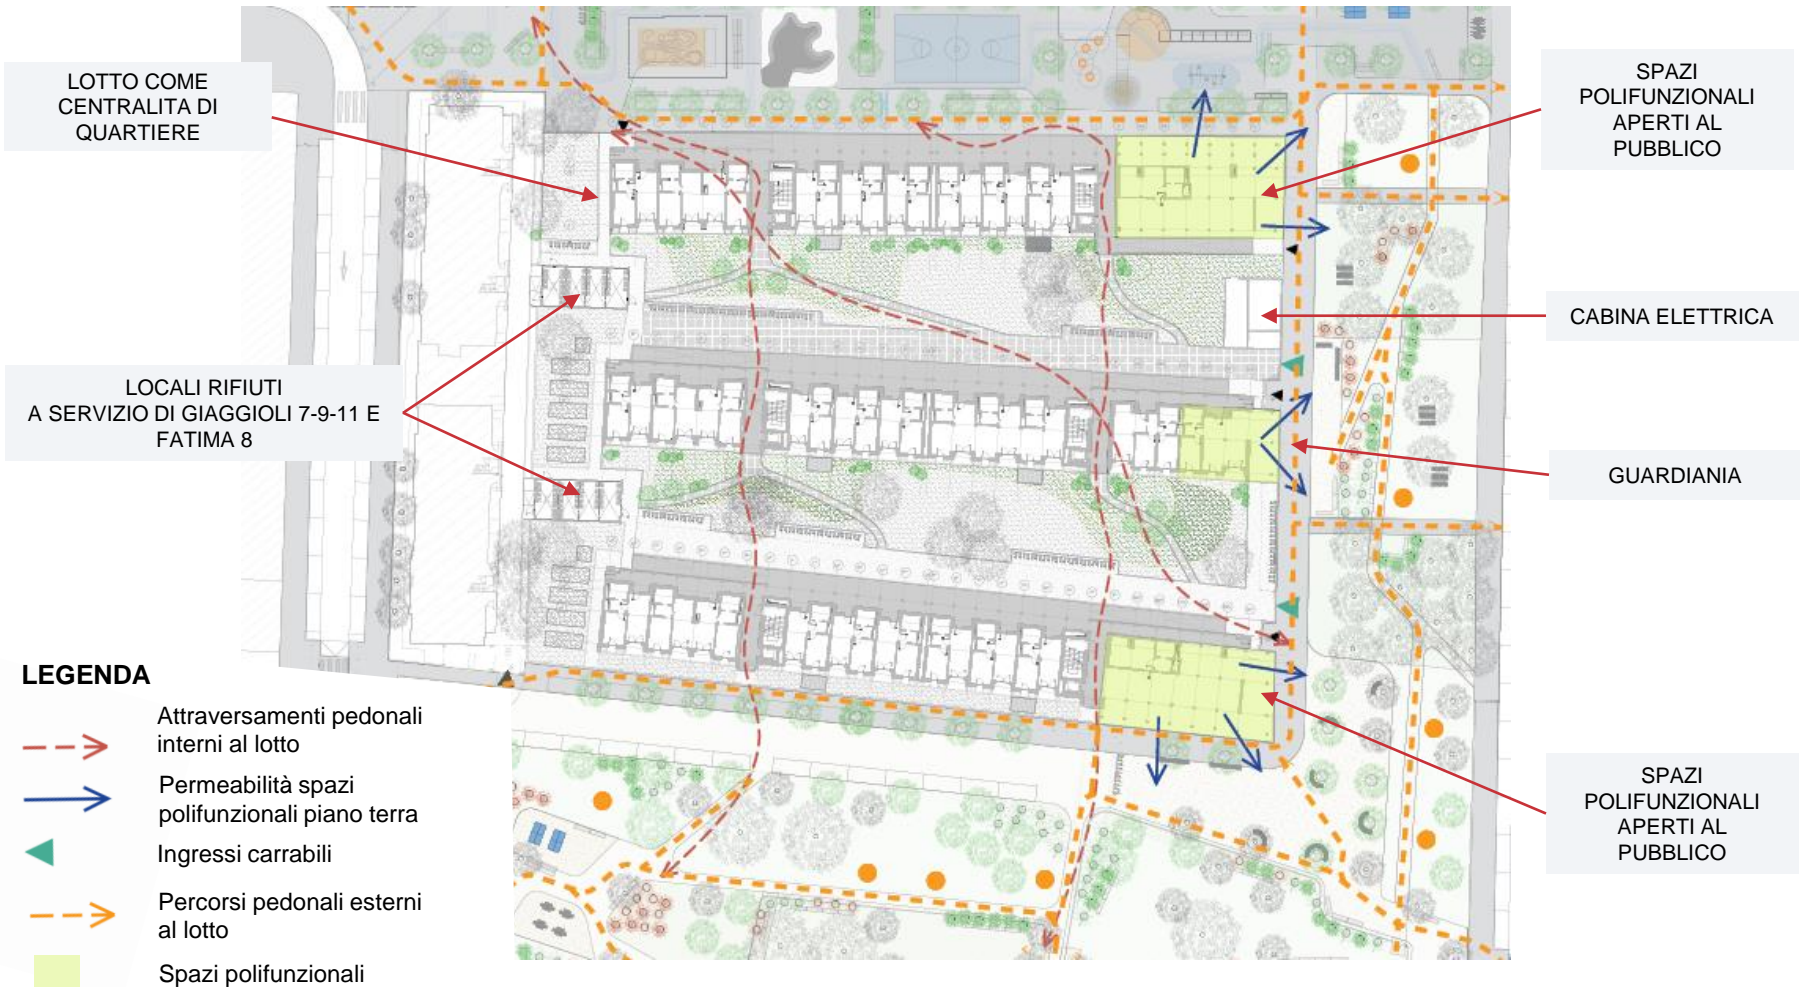 LOTTO COME
CENTRALITA DI
QUARTIERE
SPAZI
POLIFUNZIONALI
APERTI AL
PUBBLICO
CABINA ELETTRICA
LOCALI RIFIUTI
A SERVIZIO DI GIAGGIOLI 7-9-11 E
FATIMA 8
GUARDIANIA
SPAZI
POLIFUNZIONALI
APERTI AL
PUBBLICO
LEGENDA
Attraversamenti pedonali
interni al lotto
Permeabilità spazi
polifunzionali piano terra
Ingressi carrabili
Percorsi pedonali esterni
al lotto
Spazi polifunzionali